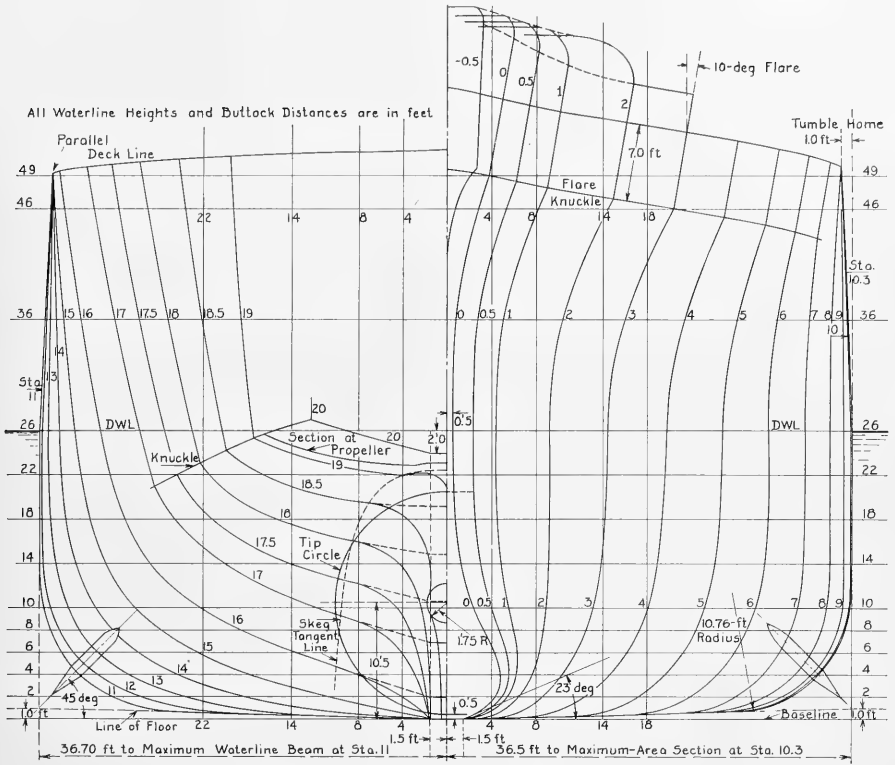 -0.5 0 0.5 1 2
10-deg Flare
All Waterline Heights and Buttock Distances are in feet
Tumble Home
1.0 ft
Parallel
Deck Line
7.0 ft
49 49
Flare
Knuckle
46 22 14 8 4 4 8 14 18 46
Sta.
10.3
36 15 16 17 17.5 18 18.5 19 0 0.5 1 2 3 4 5 6 7 8 9 36
10
14
13
Sta.
11
20
0.5
26 DWL 20 2.0 DWL 26
Section at
Propeller
Knuckle
19
22 22
18.5
18 18 18
17.5
Tip
Circle
14 14
17
10 0 0.5 1 2 3 4 5 6 7 8 9 10
16
Skeg
Tangent
Line
1.75 R
10.76-ft
Radius
8 8
15
10.5
6 6
14
4 4
13
12
11
45 deg
0.5
23 deg
2 2
1.0 ft
Line of Floor
22 14 8 4 4 8 14 18
Baseline
1.0 ft
1.5 ft 1.5 ft
36.70 ft to Maximum Waterline Beam at Sta. 11
36.5 ft to Maximum-Area Section at Sta. 10.3